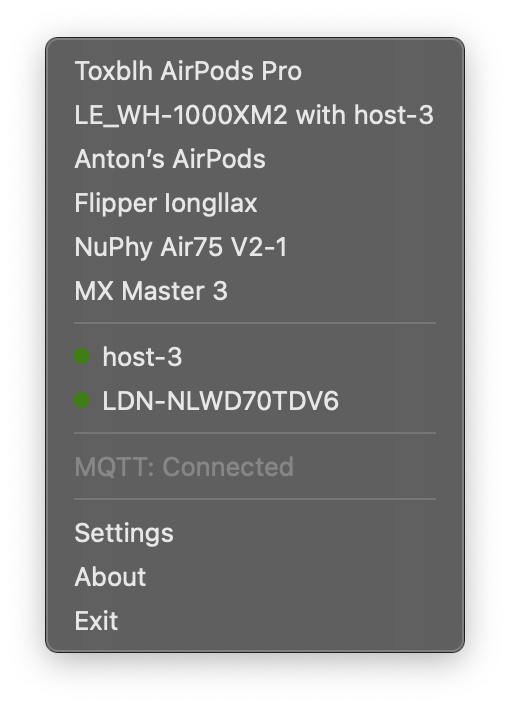 Toxblh AirPods Pro
LE_WH-1000XM2 with host-3
Anton’s AirPods
Flipper Iongllax
NuPhy Air75 V2-1
MX Master 3
host-3
LDN-NLWD70TDV6
MQTT: Connected
Settings
About
Exit